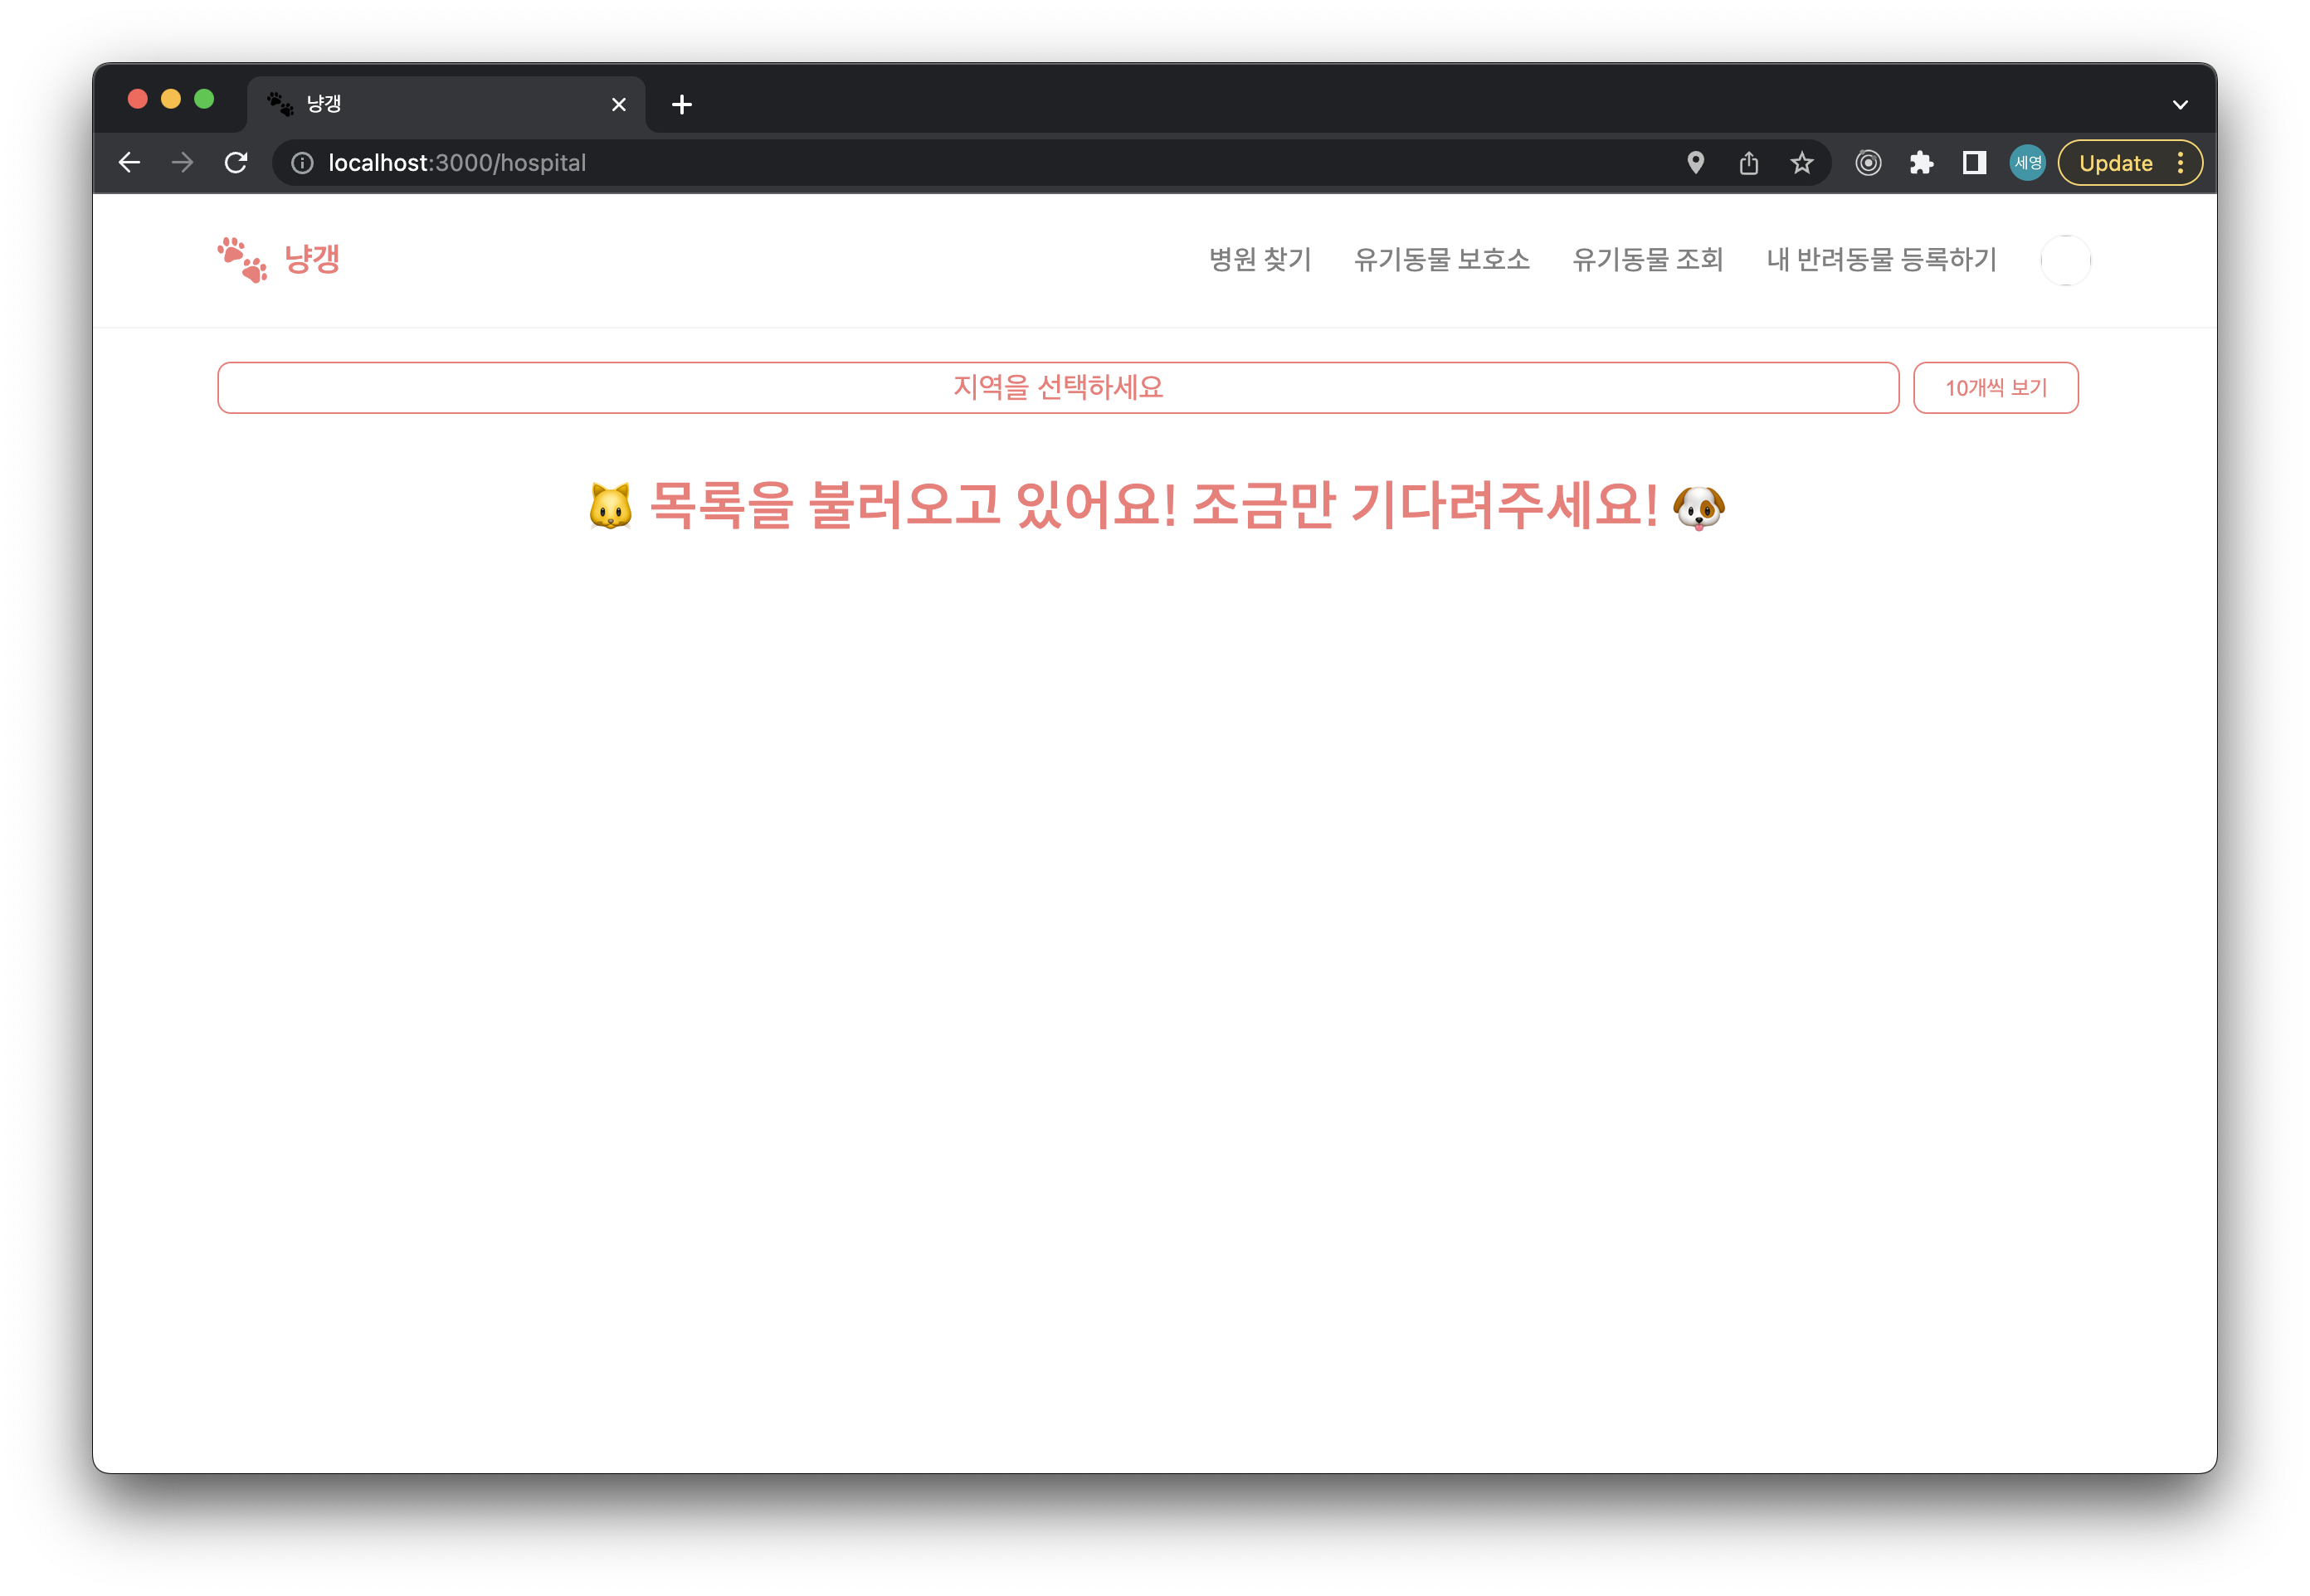 냥갱
localhost:3000/hospital
세영
Update
냥갱
병원 찾기 유기동물 보호소 유기동물 조회 내 반려동물 등록하기
지역을 선택하세요
10개씩 보기
🐱 목록을 불러오고 있어요! 조금만 기다려주세요! 🐶